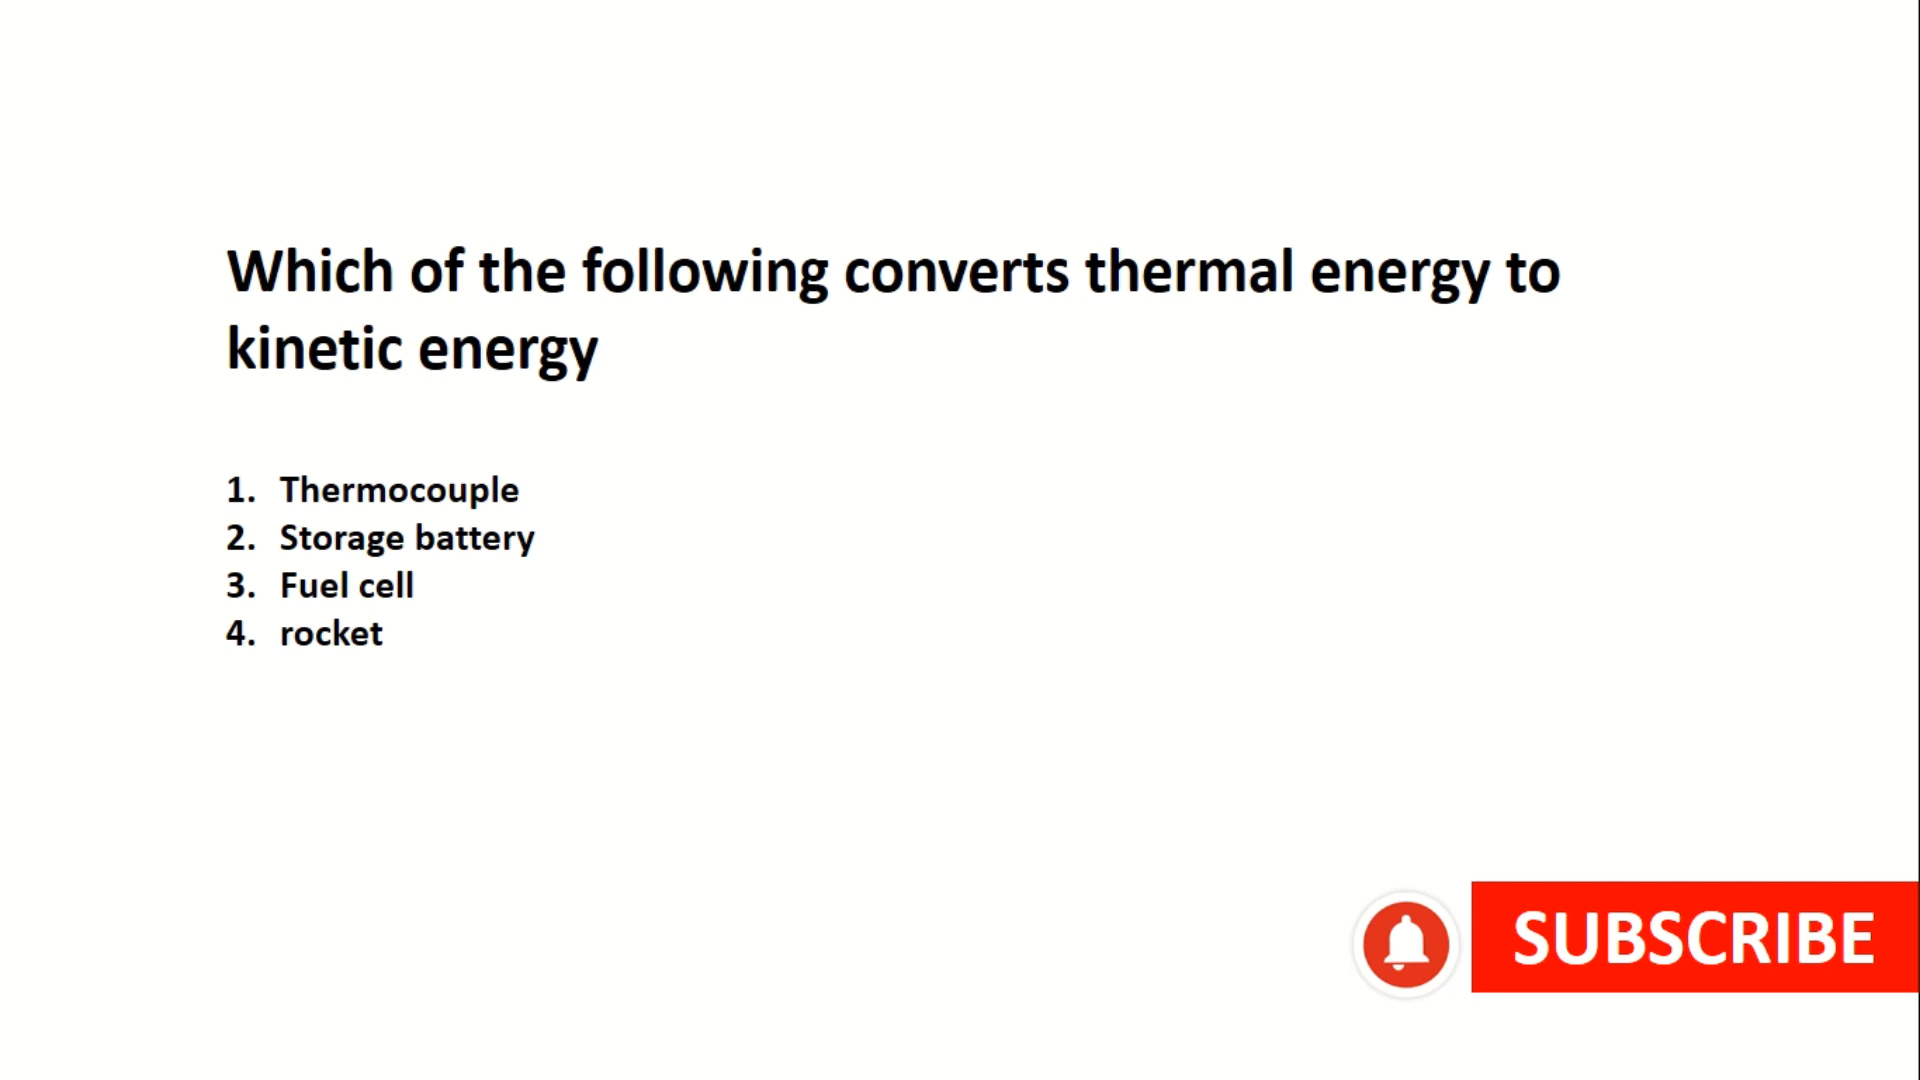 Which of the following converts thermal energy to
kinetic energy
1. Thermocouple
2. Storage battery
3. Fuel cell
4. rocket
SUBSCRIBE